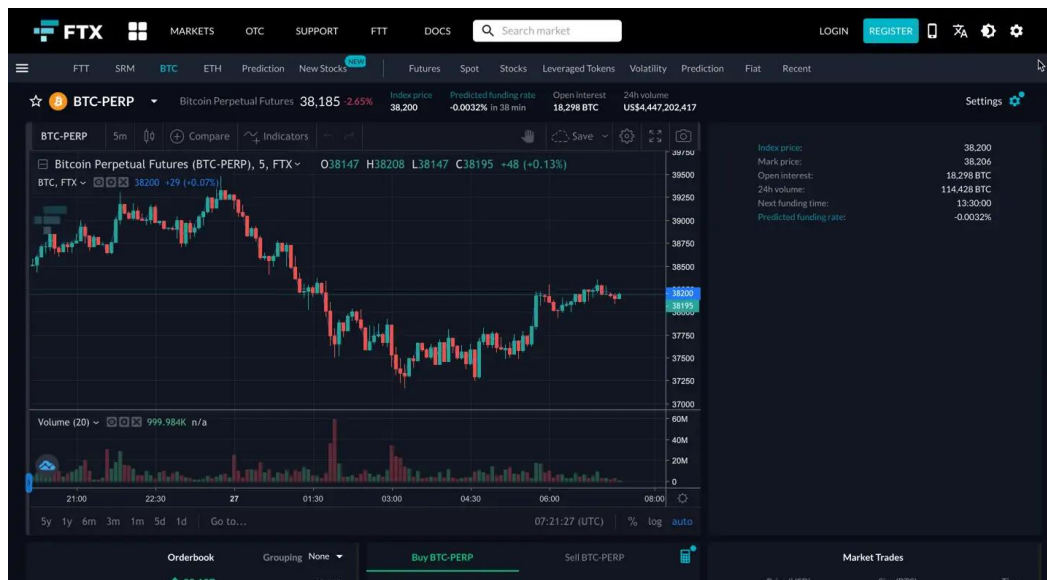 FTX MARKETS OTC SUPPORT FTT DOCS Search market LOGIN REGISTER
FTT SRM BTC ETH Prediction New Stocks NEW Futures Spot Stocks Leveraged Tokens Volatility Prediction Fiat Recent
BTC-PERP Bitcoin Perpetual Futures 38,185 -2.65%
Index price
38,200
Predicted funding rate
-0.0032% in 38 min
Open interest
18,298 BTC
24h volume
US$4,447,202,417
Settings
BTC-PERP 5m Compare Indicators Save
Bitcoin Perpetual Futures (BTC-PERP), 5, FTX O38147 H38208 L38147 C38195 +48 (+0.13%)
BTC, FTX 38200 +29 (+0.07%)
39750
39500
39250
39000
38750
38500
38200
38195
38000
37750
37500
37250
37000
Volume (20) 999.984K n/a
60M
40M
20M
0
21:00 22:30 27 01:30 03:00 04:30 06:00 08:00
5y 1y 6m 3m 1m 5d 1d Go to... 07:21:27 (UTC) % log auto
Index price: 38,200
Mark price: 38,206
Open interest: 18,298 BTC
24h volume: 114,428 BTC
Next funding time: 13:30:00
Predicted funding rate: -0.0032%
Orderbook Grouping None
Buy BTC-PERP Sell BTC-PERP
Market Trades